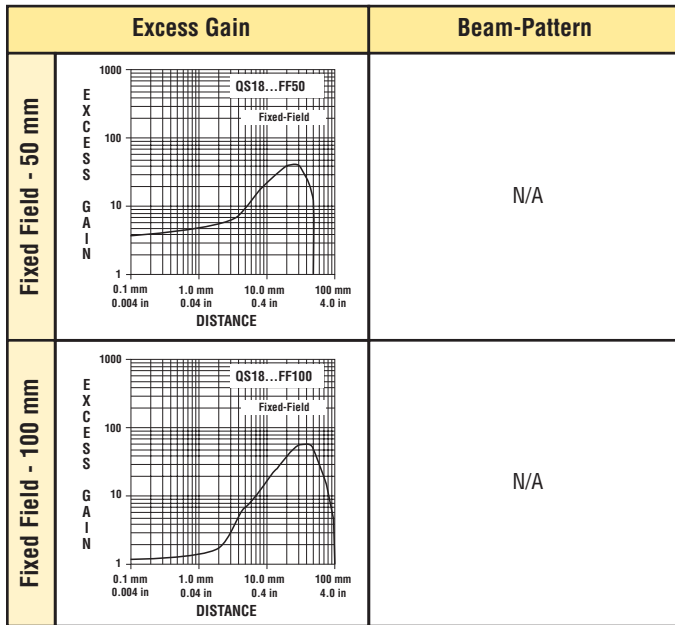 Excess Gain
Beam-Pattern
Fixed Field - 50 mm
EXCESS GAIN
1000
100
10
1
QS18...FF50
Fixed-Field
0.1 mm 1.0 mm 10.0 mm 100 mm
0.004 in 0.04 in 0.4 in 4.0 in
DISTANCE
N/A
Fixed Field - 100 mm
EXCESS GAIN
1000
100
10
1
QS18...FF100
Fixed-Field
0.1 mm 1.0 mm 10.0 mm 100 mm
0.004 in 0.04 in 0.4 in 4.0 in
DISTANCE
N/A